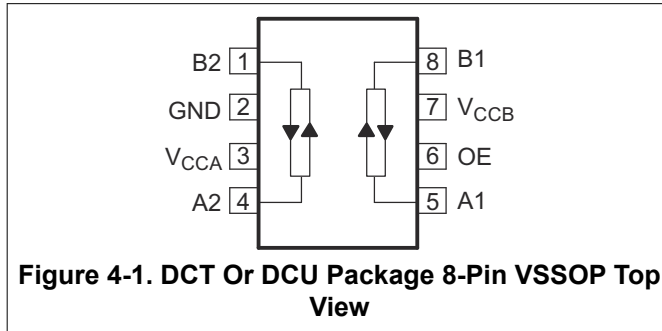 B2 1 8 B1
GND 2 7 VCCB
VCCA 3 6 OE
A2 4 5 A1
Figure 4-1. DCT Or DCU Package 8-Pin VSSOP Top
View